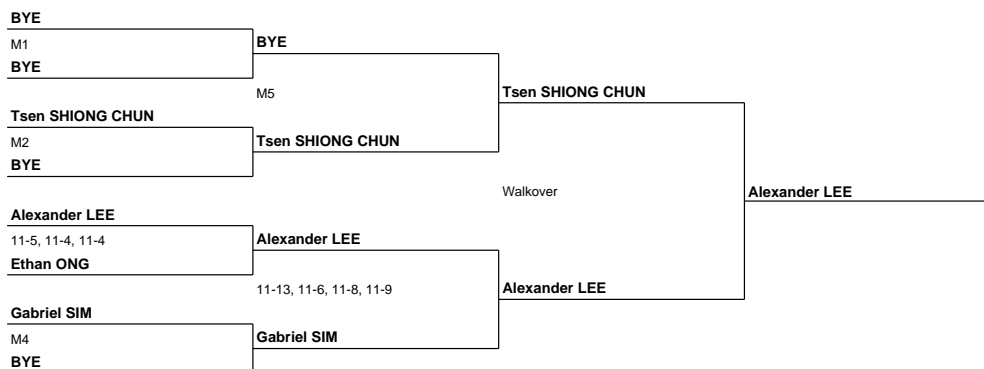 BYE
M1
BYE
BYE
M5
Tsen SHIONG CHUN
Tsen SHIONG CHUN
M2
Tsen SHIONG CHUN
BYE
Walkover
Alexander LEE
Alexander LEE
11-5, 11-4, 11-4
Alexander LEE
Ethan ONG
11-13, 11-6, 11-8, 11-9
Alexander LEE
Gabriel SIM
M4
Gabriel SIM
BYE